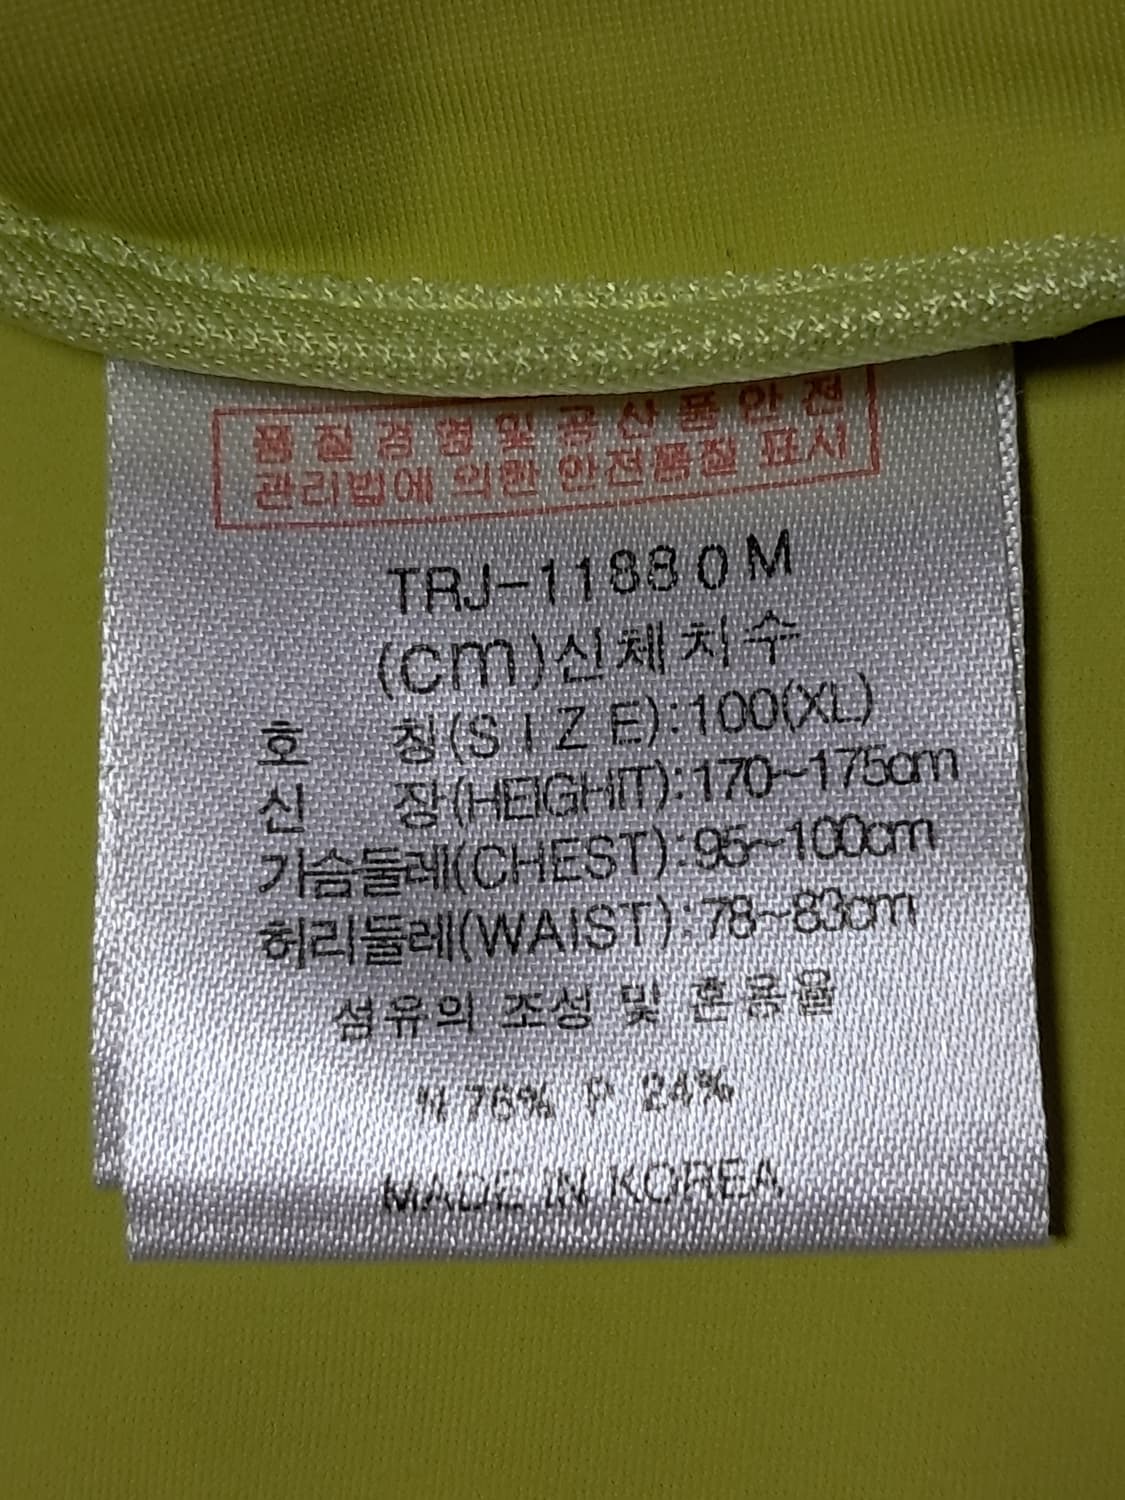 품질경영및공산품안전
관리법에 의한 안전품질 표시
TRJ-11880M
(cm)신체치수
호 칭(SIZE):100(XL)
신 장(HEIGHT):170~175cm
가슴둘레(CHEST):95~100cm
허리둘레(WAIST):78~83cm
섬유의 조성 및 혼용율
N 76% P 24%
MADE IN KOREA